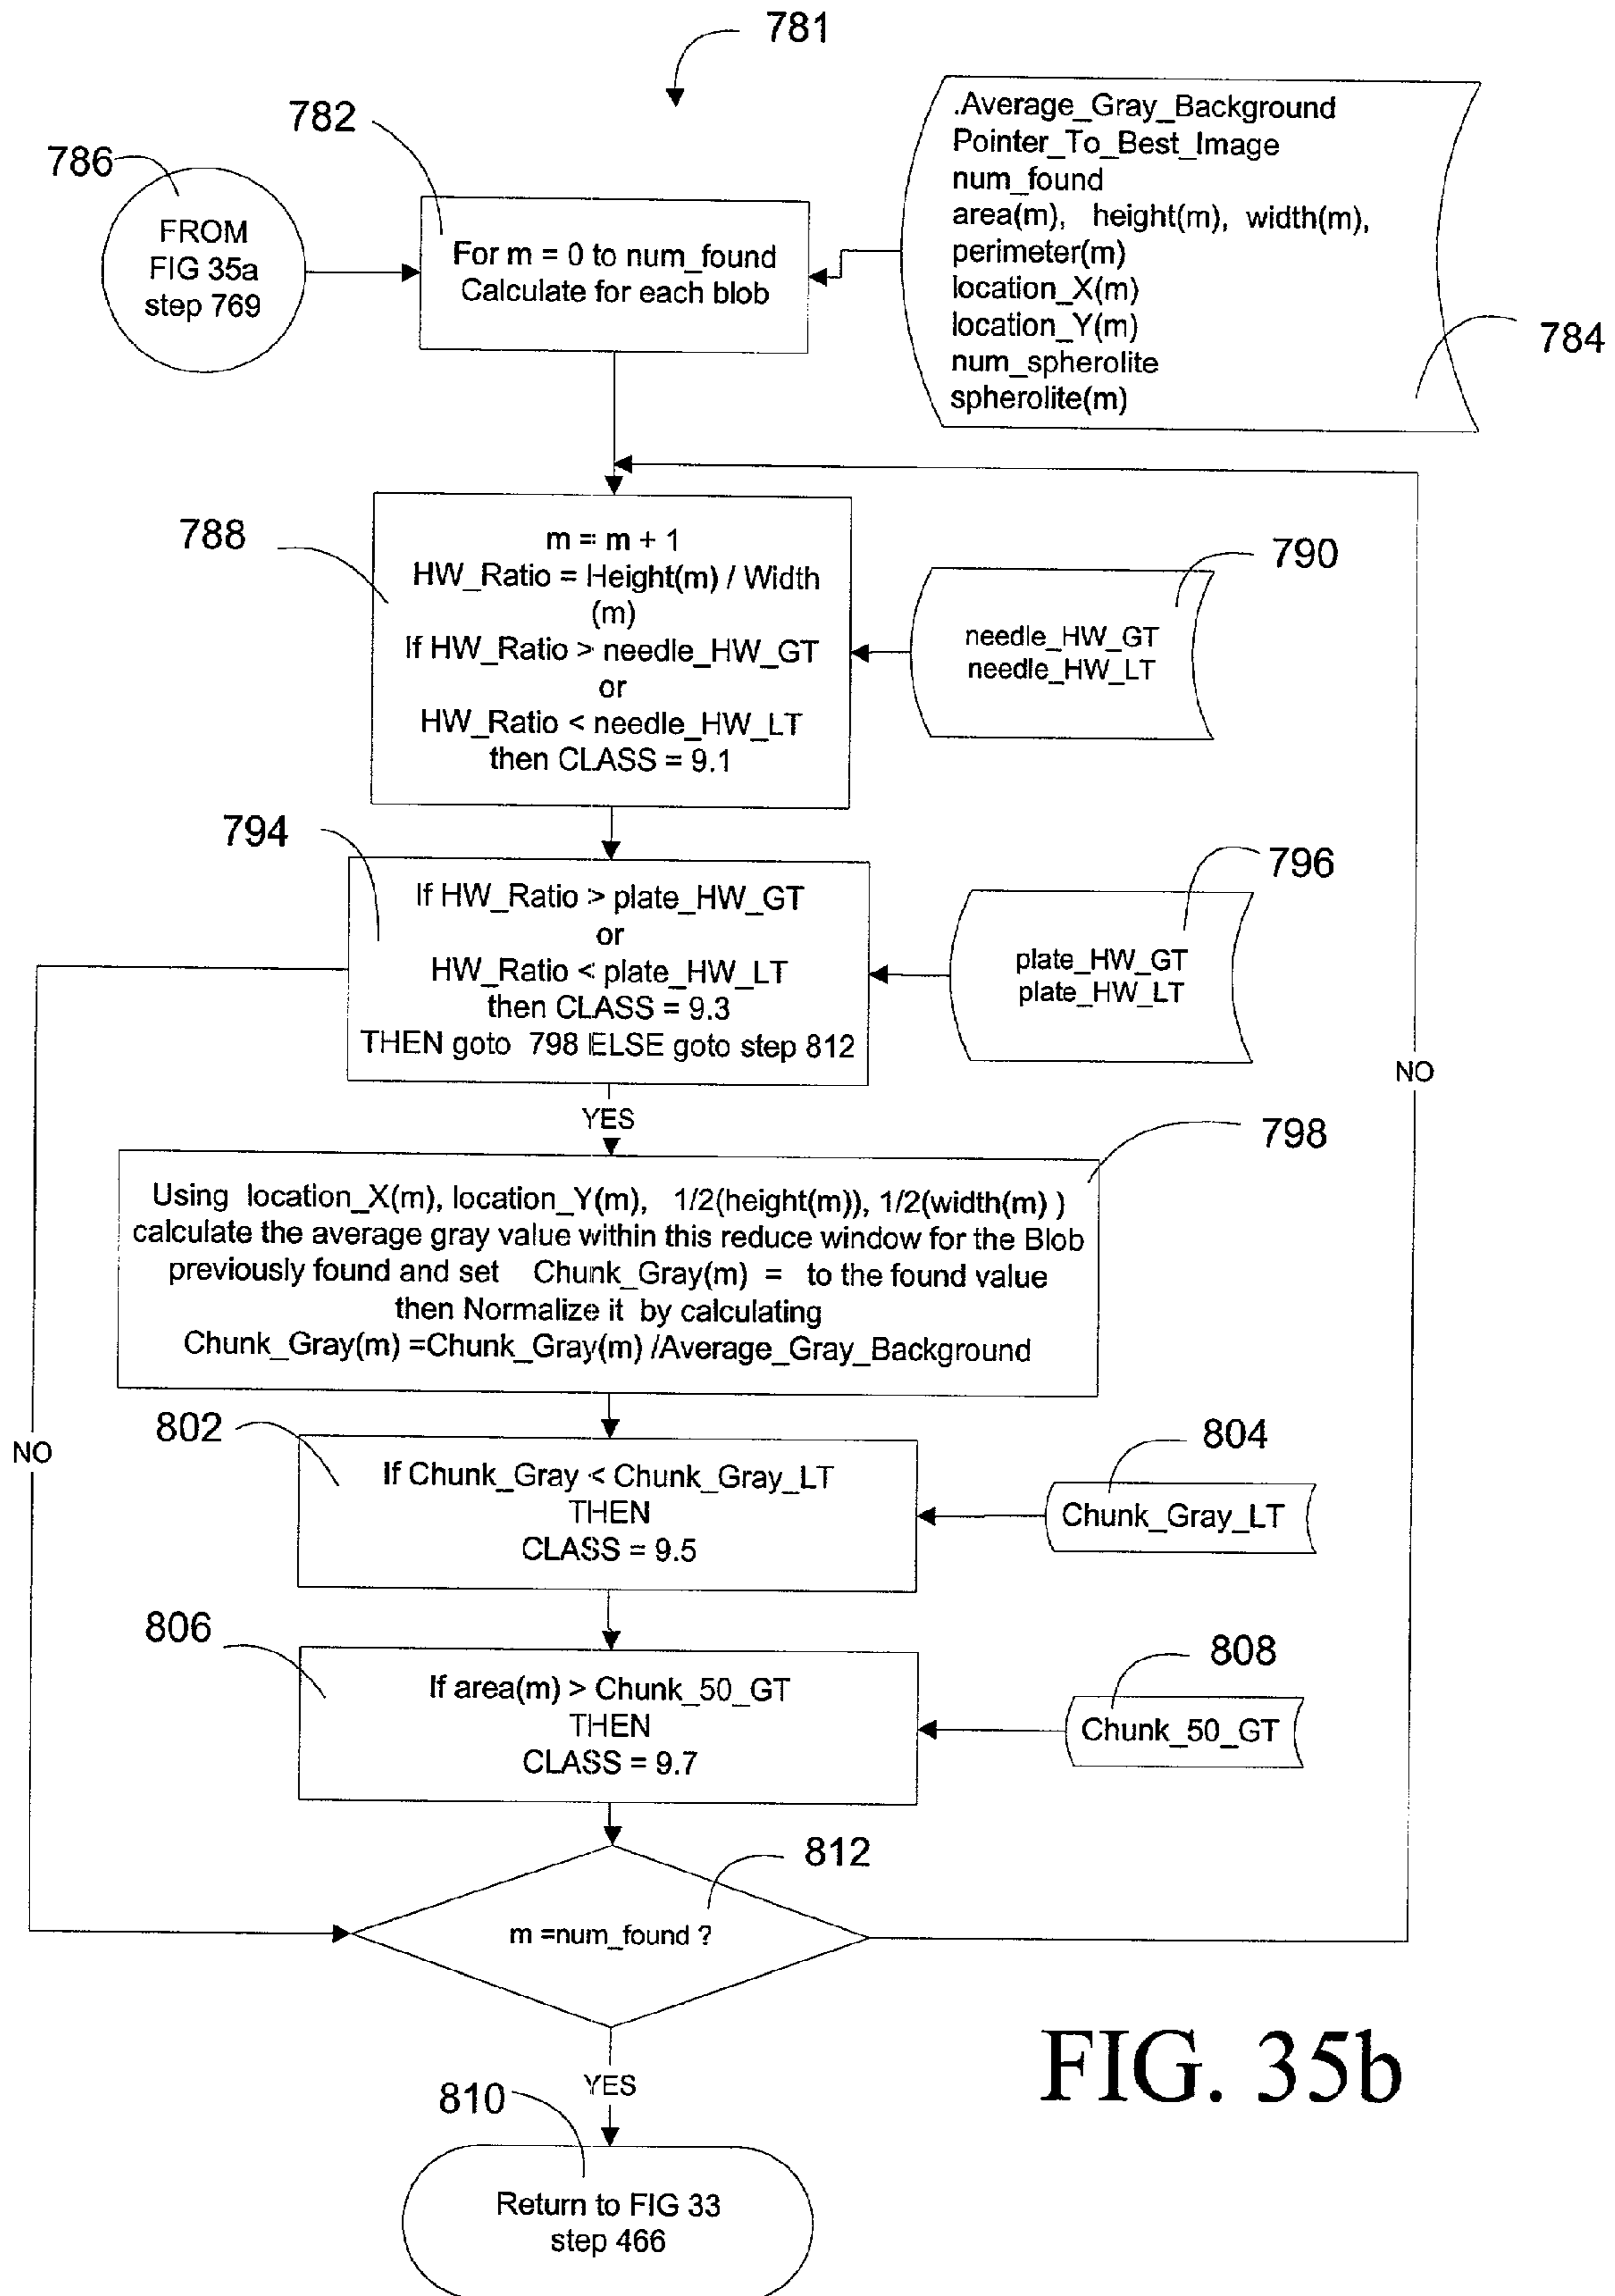 781
782
786
FROM
FIG 35a
step 769
For m = 0 to num_found
Calculate for each blob
.Average_Gray_Background
Pointer_To_Best_Image
num_found
area(m), height(m), width(m),
perimeter(m)
location_X(m)
location_Y(m)
num_spherolite
spherolite(m)
784
788
m = m + 1
HW_Ratio = Height(m) / Width
(m)
If HW_Ratio > needle_HW_GT
or
HW_Ratio < needle_HW_LT
then CLASS = 9.1
790
needle_HW_GT
needle_HW_LT
794
If HW_Ratio > plate_HW_GT
or
HW_Ratio < plate_HW_LT
then CLASS = 9.3
THEN goto 798 ELSE goto step 812
796
plate_HW_GT
plate_HW_LT
NO
YES
798
Using location_X(m), location_Y(m), 1/2(height(m)), 1/2(width(m) )
calculate the average gray value within this reduce window for the Blob
previously found and set Chunk_Gray(m) = to the found value
then Normalize it by calculating
Chunk_Gray(m) =Chunk_Gray(m) /Average_Gray_Background
802
NO
If Chunk_Gray < Chunk_Gray_LT
THEN
CLASS = 9.5
804
Chunk_Gray_LT
806
If area(m) > Chunk_50_GT
THEN
CLASS = 9.7
808
Chunk_50_GT
812
m =num_found ?
YES
810
Return to FIG 33
step 466
FIG. 35b